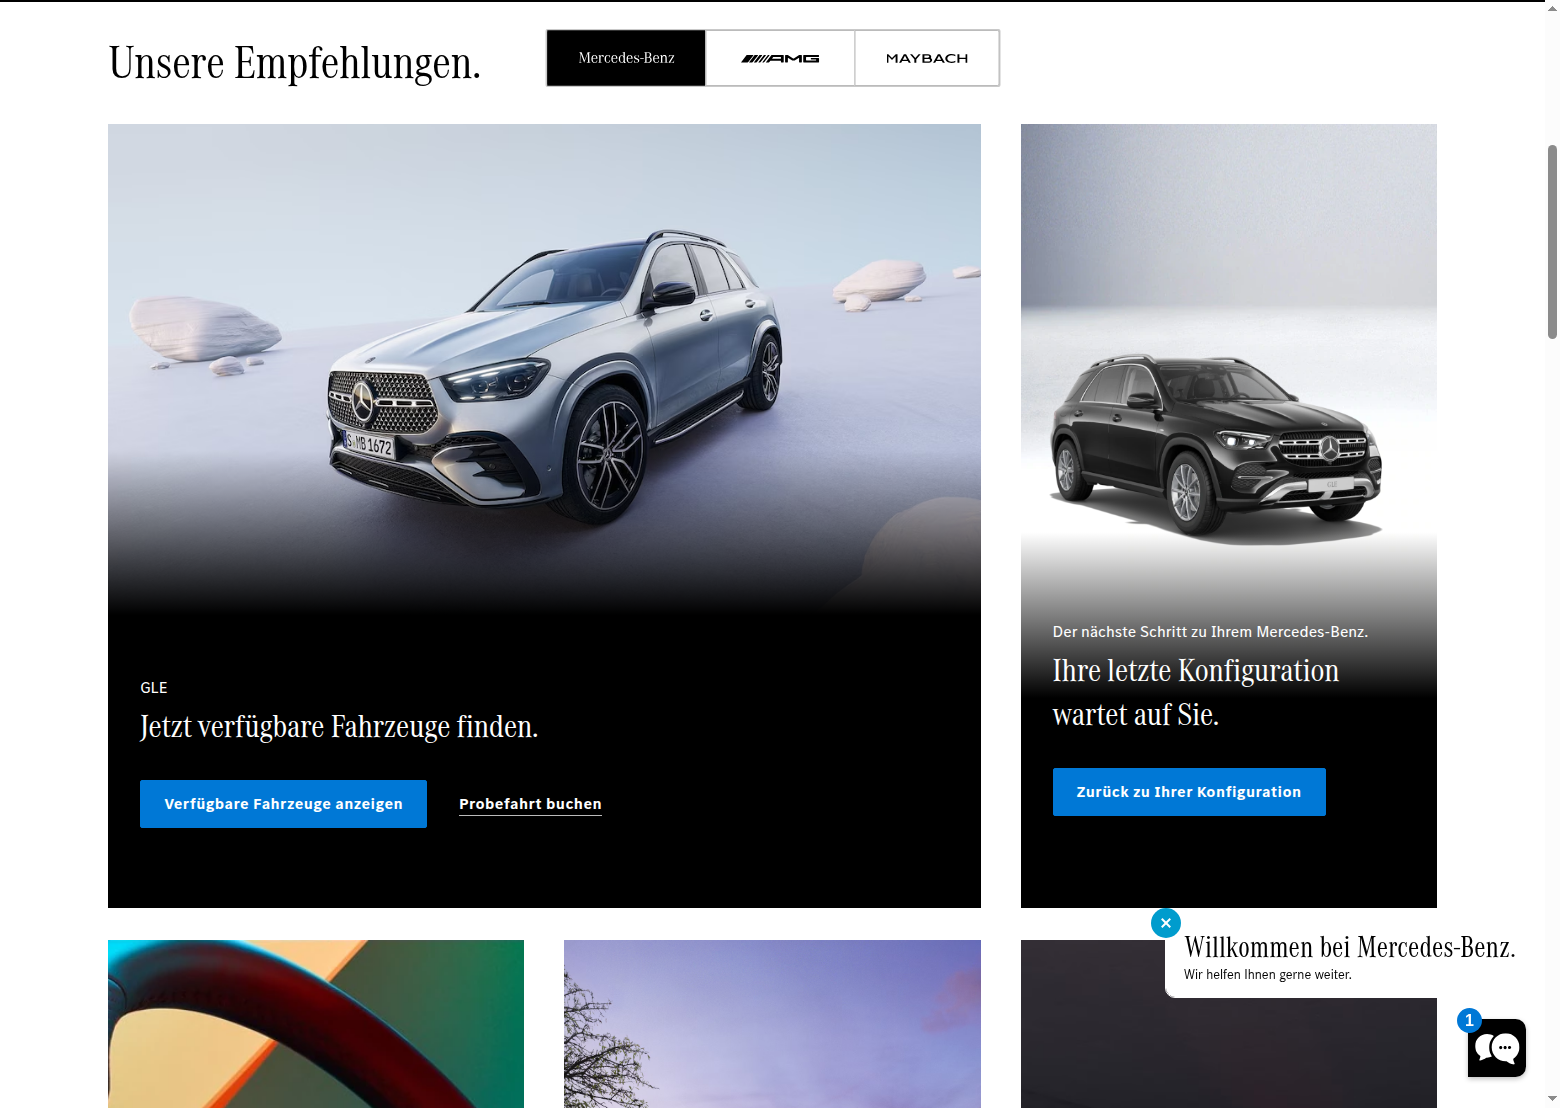 Unsere Empfehlungen.
Mercedes-Benz
AMG
MAYBACH
S MB 1672
GLE
Jetzt verfügbare Fahrzeuge finden.
Verfügbare Fahrzeuge anzeigen
Probefahrt buchen
GLE
Der nächste Schritt zu Ihrem Mercedes-Benz.
Ihre letzte Konfiguration
wartet auf Sie.
Zurück zu Ihrer Konfiguration
Willkommen bei Mercedes-Benz.
Wir helfen Ihnen gerne weiter.
1